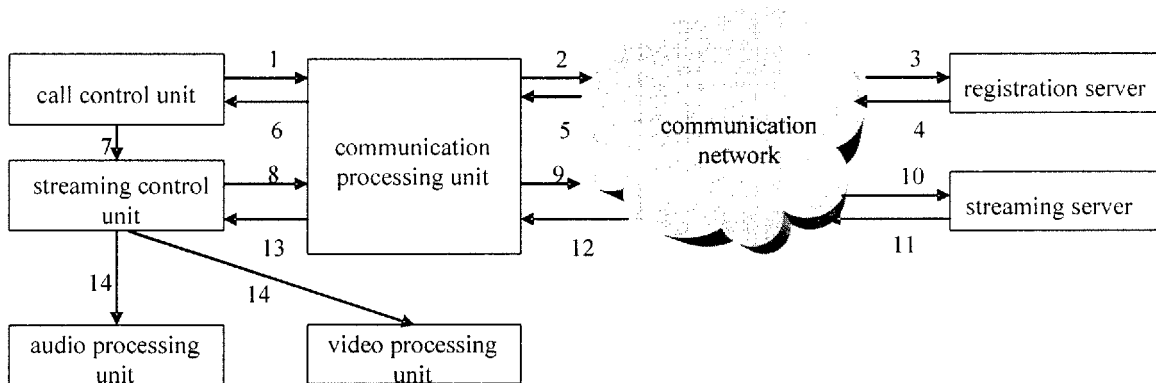 1
2
3
call control unit
registration server
6
5
4
communication
processing unit
communication
network
7
streaming control
unit
8
9
10
streaming server
13
12
11
14
14
audio processing
unit
video processing
unit